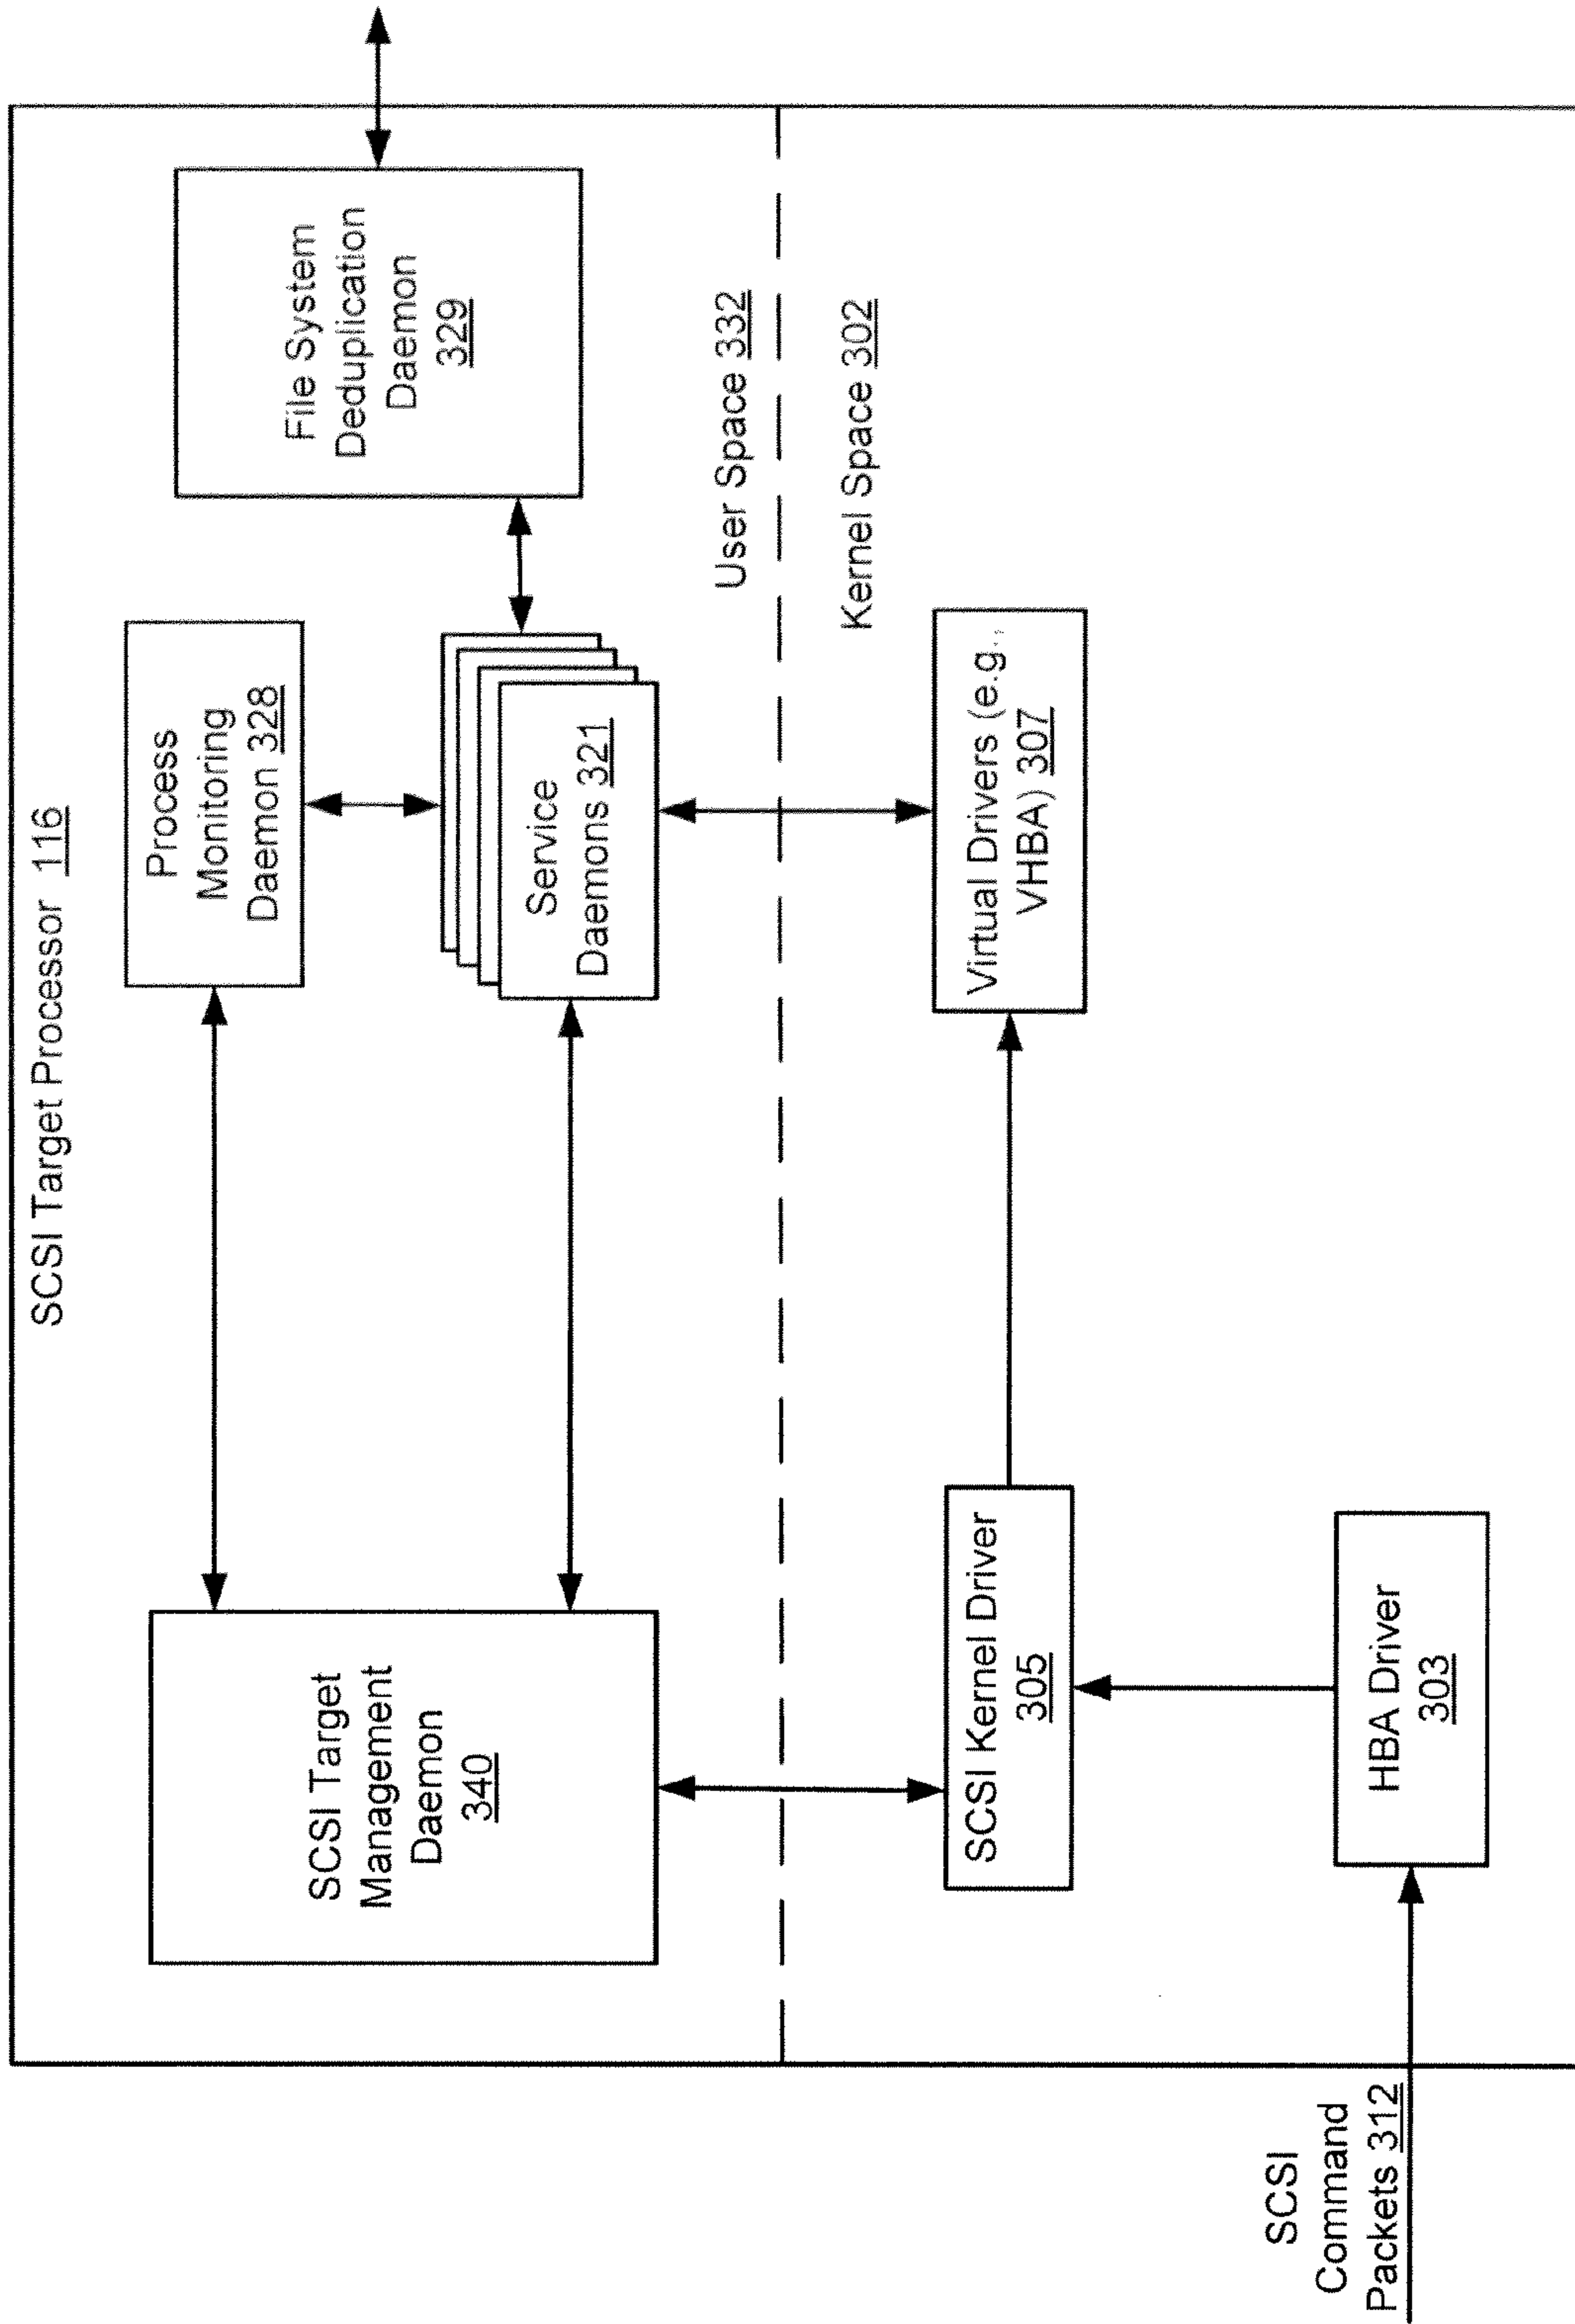 SCSI Target Processor 116
SCSI Target
Management
Daemon
340
Process
Monitoring
Daemon 328
Service
Daemons 321
File System
Deduplication
Daemon
329
User Space 332
Kernel Space 302
SCSI Kernel Driver
305
Virtual Drivers (e.g.,
VHBA) 307
HBA Driver
303
SCSI
Command
Packets 312